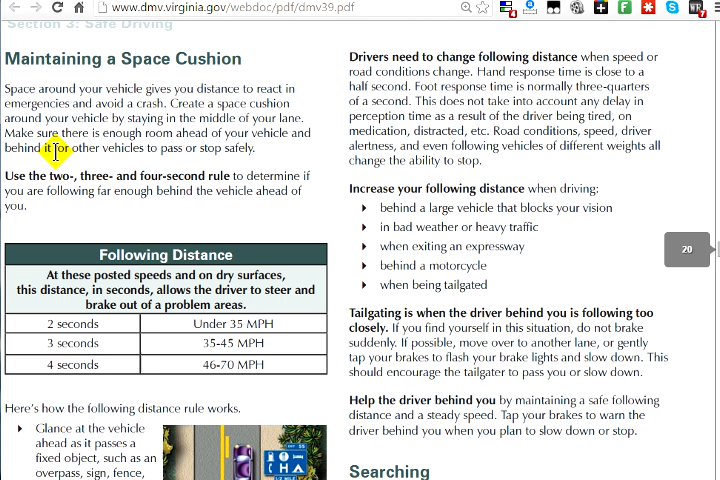 www.dmv.virginia.gov/webdoc/pdf/dmv39.pdf
Section 3: Safe Driving
Maintaining a Space Cushion
Space around your vehicle gives you distance to react in
emergencies and avoid a crash. Create a space cushion
around your vehicle by staying in the middle of your lane.
Make sure there is enough room ahead of your vehicle and
behind it for other vehicles to pass or stop safely.
Use the two-, three- and four-second rule to determine if
you are following far enough behind the vehicle ahead of
you.
Following Distance
At these posted speeds and on dry surfaces,
this distance, in seconds, allows the driver to steer and
brake out of a problem areas.
2 seconds Under 35 MPH
3 seconds 35-45 MPH
4 seconds 46-70 MPH
Here's how the following distance rule works.
Glance at the vehicle
ahead as it passes a
fixed object, such as an
overpass, sign, fence,
Drivers need to change following distance when speed or
road conditions change. Hand response time is close to a
half second. Foot response time is normally three-quarters
of a second. This does not take into account any delay in
perception time as a result of the driver being tired, on
medication, distracted, etc. Road conditions, speed, driver
alertness, and even following vehicles of different weights all
change the ability to stop.
Increase your following distance when driving:
behind a large vehicle that blocks your vision
in bad weather or heavy traffic
when exiting an expressway
behind a motorcycle
when being tailgated
Tailgating is when the driver behind you is following too
closely. If you find yourself in this situation, do not brake
suddenly. If possible, move over to another lane, or gently
tap your brakes to flash your brake lights and slow down. This
should encourage the tailgater to pass you or slow down.
Help the driver behind you by maintaining a safe following
distance and a steady speed. Tap your brakes to warn the
driver behind you when you plan to slow down or stop.
Searching
20